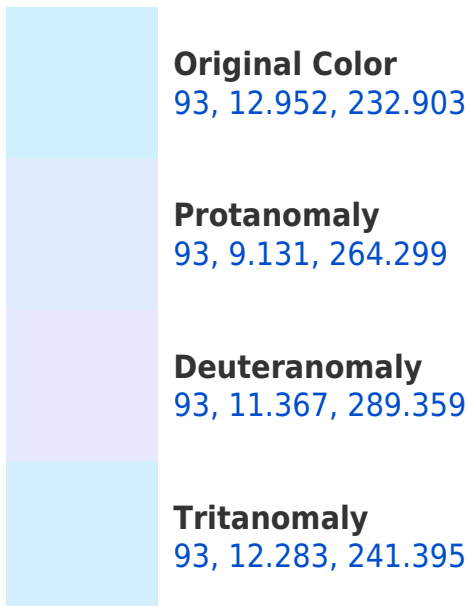 Original Color
93, 12.952, 232.903
Protanomaly
93, 9.131, 264.299
Deuteranomaly
93, 11.367, 289.359
Tritanomaly
93, 12.283, 241.395